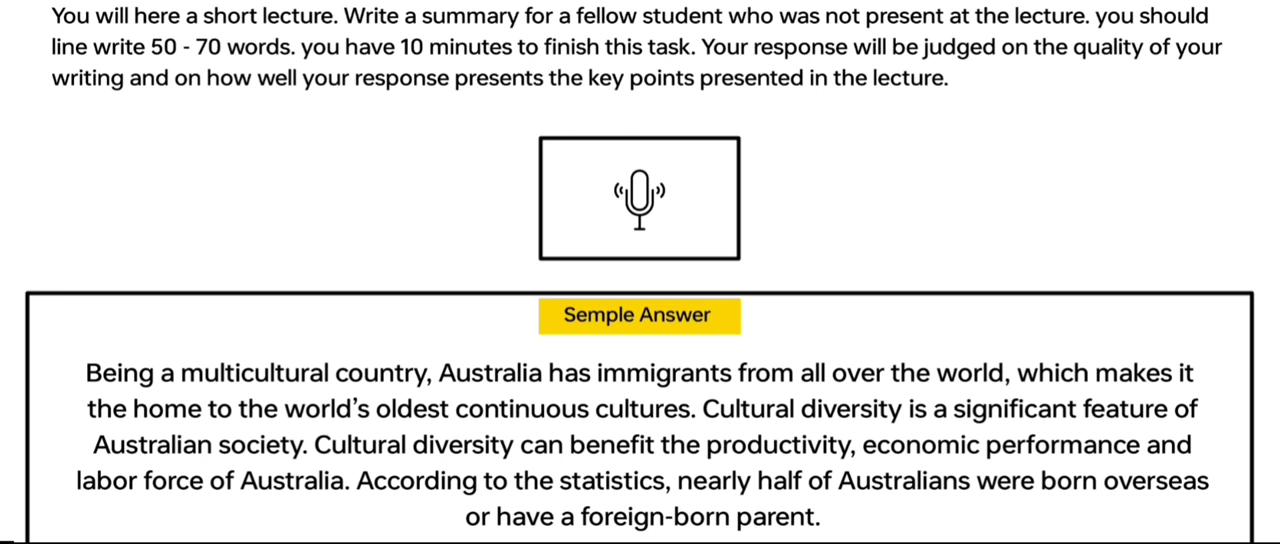 You will here a short lecture. Write a summary for a fellow student who was not present at the lecture. you should
line write 50 - 70 words. you have 10 minutes to finish this task. Your response will be judged on the quality of your
writing and on how well your response presents the key points presented in the lecture.
Semple Answer
Being a multicultural country, Australia has immigrants from all over the world, which makes it
the home to the world's oldest continuous cultures. Cultural diversity is a significant feature of
Australian society. Cultural diversity can benefit the productivity, economic performance and
labor force of Australia. According to the statistics, nearly half of Australians were born overseas
or have a foreign-born parent.